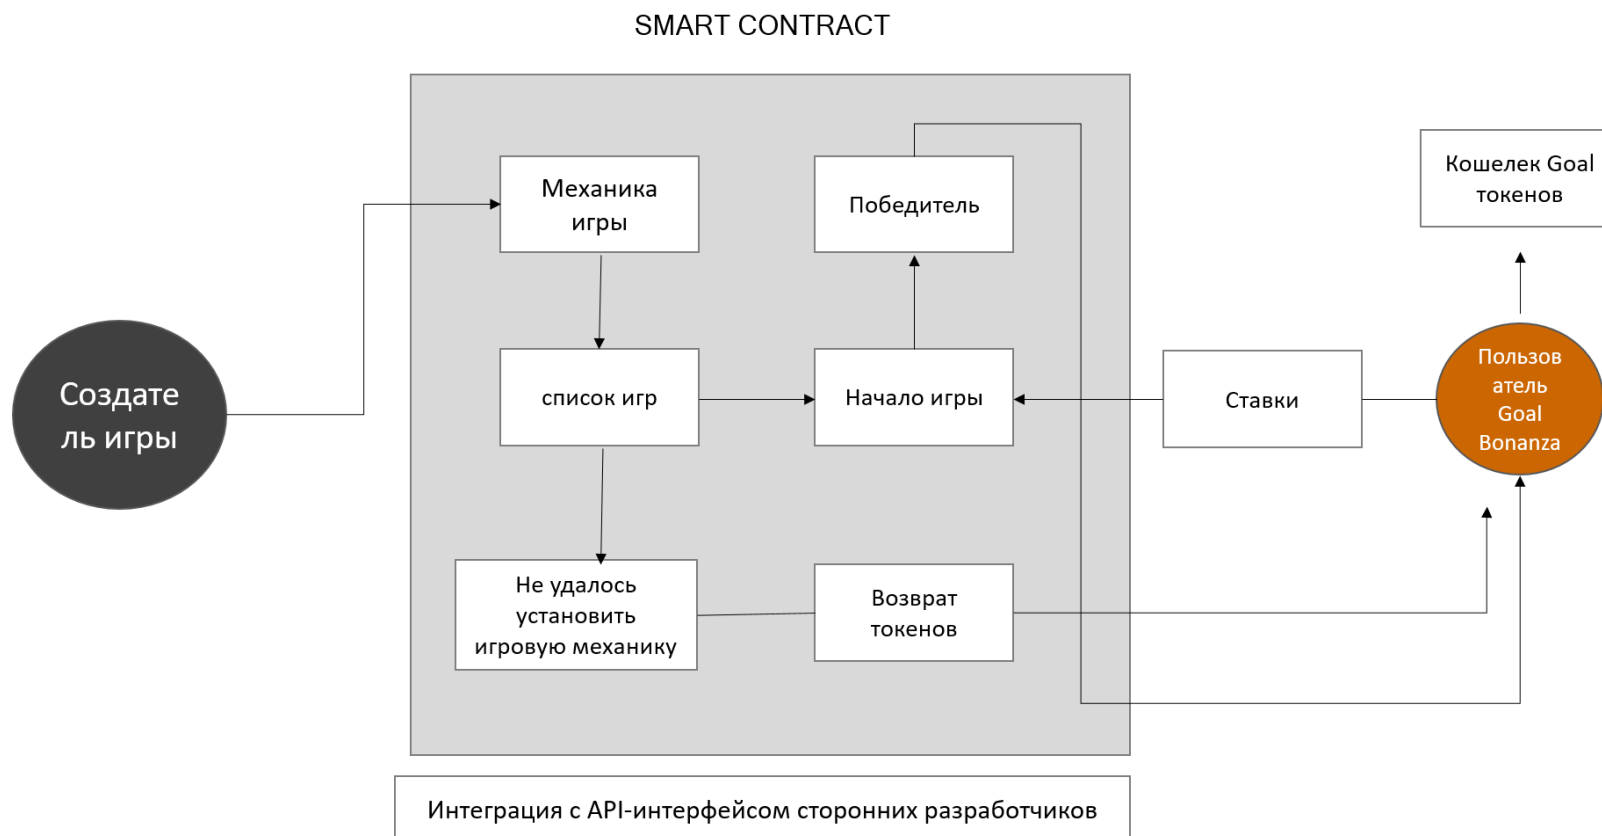 SMART CONTRACT
Механика
игры
Победитель
Кошелек Goal
токенов
Создате
ль игры
список игр
Начало игры
Ставки
Пользов
атель
Goal
Bonanza
Не удалось
установить
игровую механику
Возврат
токенов
Интеграция с API-интерфейсом сторонних разработчиков